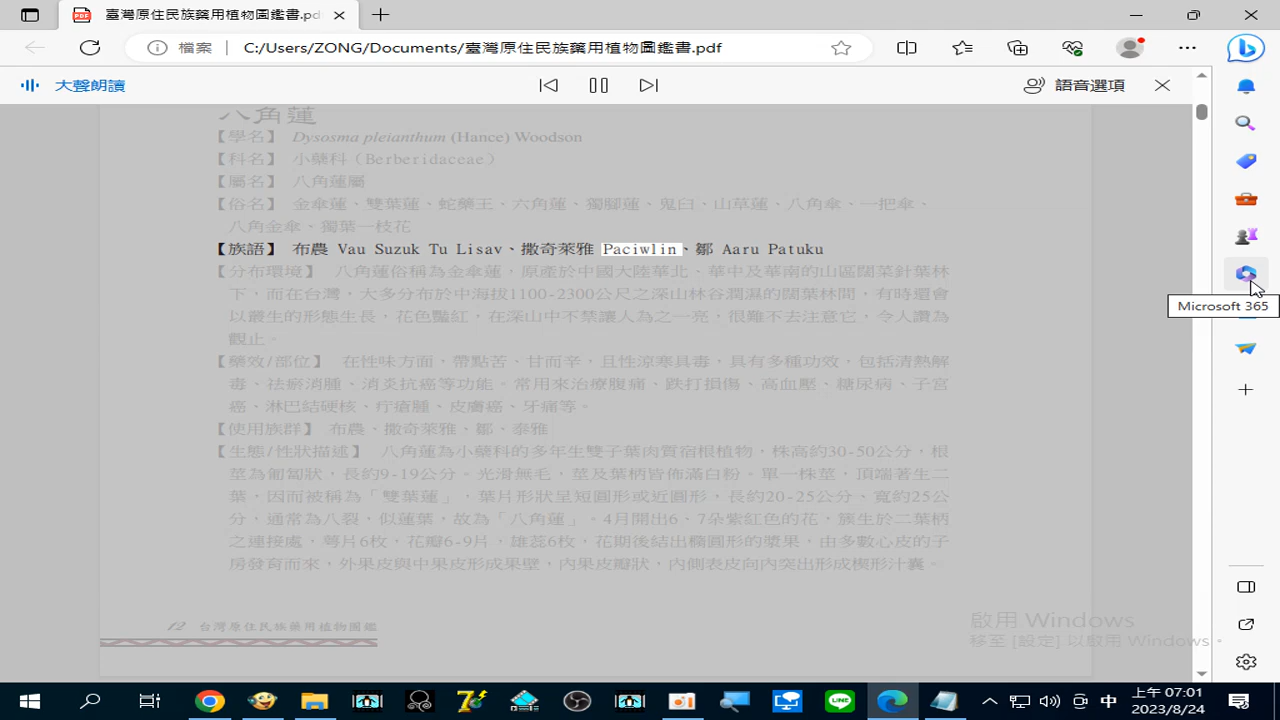 臺灣原住民族藥用植物圖鑑書.pd
檔案
C:/Users/ZONG/Documents/臺灣原住民族藥用植物圖鑑書.pdf
大聲朗讀
語音選項
八角蓮
【學名】 Dysosma pleianthum (Hance) Woodson
【科名】 小蘗科（Berberidaceae）
【屬名】 八角蓮屬
【俗名】 金傘蓮、雙葉蓮、蛇藥王、六角蓮、獨腳蓮、鬼臼、山草蓮、八角傘、一把傘、
八角金傘、獨葉一枝花
【族語】 布農 Vau Suzuk Tu Lisav、撒奇萊雅 Paciwlin、鄒 Aaru Patuku
【分布環境】 八角蓮俗稱為金傘蓮，原產於中國大陸華北、華中及華南的山區闊菜針葉林
下，而在台灣，大多分布於中海拔1100-2300公尺之深山林谷潤濕的闊葉林間，有時還會
以叢生的形態生長，花色豔紅，在深山中不禁讓人為之一亮，很難不去注意它，令人讚為
觀止。
【藥效/部位】 在性味方面，帶點苦、甘而辛，且性涼寒具毒，具有多種功效，包括清熱解
毒、祛瘀消腫、消炎抗癌等功能。常用來治療腹痛、跌打損傷、高血壓、糖尿病、子宮
癌、淋巴結硬核、疔瘡腫、皮膚癌、牙痛等。
【使用族群】 布農、撒奇萊雅、鄒、泰雅
【生態/性狀描述】 八角蓮為小蘗科的多年生雙子葉肉質宿根植物，株高約30-50公分，根
莖為匍匐狀，長約9-19公分。光滑無毛，莖及葉柄皆佈滿白粉。單一株莖，頂端著生二
葉，因而被稱為「雙葉蓮」，葉片形狀呈短圓形或近圓形，長約20-25公分、寬約25公
分、通常為八裂，似蓮葉，故為「八角蓮」。4月開出6、7朵紫紅色的花，簇生於二葉柄
之連接處，萼片6枚，花瓣6-9片、雄蕊6枚，花期後結出橢圓形的漿果，由多數心皮的子
房發育而來，外果皮與中果皮形成果壁，內果皮瓣狀，內側表皮向內突出形成楔形汁囊。
12 台灣原住民族藥用植物圖鑑
Microsoft 365
啟用 Windows
移至 [設定] 以啟用 Windows。
中
上午 07:01
2023/8/24